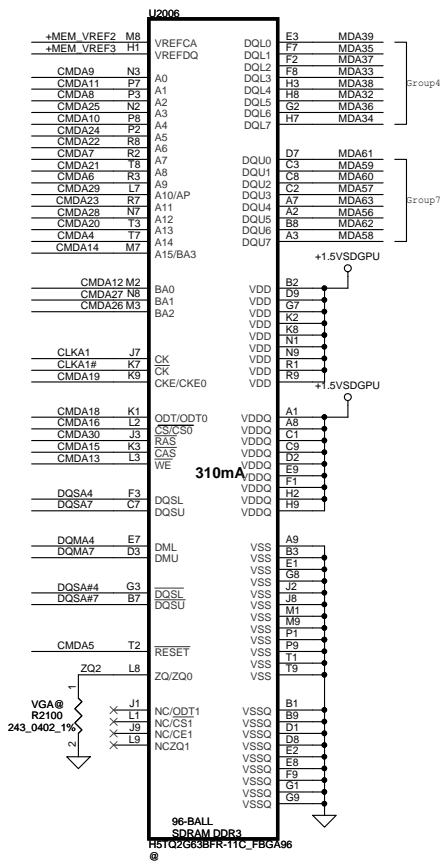 U2006
+MEM_VREF2 M8 VREFCA
+MEM_VREF3 H1 VREFDQ
CMDA9 N3 A0
CMDA11 P7 A1
CMDA8 P3 A2
CMDA25 N2 A3
CMDA10 P8 A4
CMDA24 P2 A5
CMDA22 R8 A6
CMDA7 R2 A7
CMDA21 T8 A8
CMDA6 R3 A9
CMDA29 L7 A10/AP
CMDA23 R7 A11
CMDA28 N7 A12
CMDA20 T3 A13
CMDA4 T7 A14
CMDA14 M7 A15/BA3
CMDA12 M2 BA0
CMDA27 N8 BA1
CMDA26 M3 BA2
CLKA1 J7 CK
CLKA1# K7 CK
CMDA19 K9 CKE/CKE0
CMDA18 K1 ODT/ODT0
CMDA16 L2 CS/CS0
CMDA30 J3 RAS
CMDA15 K3 CAS
CMDA13 L3 WE
310mA
DQSA4 F3 DQSL
DQSA7 C7 DQSU
DQMA4 E7 DML
DQMA7 D3 DMU
DQSA#4 G3 DQSL
DQSA#7 B7 DQSU
CMDA5 T2 RESET
ZQ2 L8 ZQ/ZQ0
1
VGA@
R2100
243_0402_1%
2
J1 NC/ODT1
L1 NC/CS1
J9 NC/CE1
L9 NCZQ1
DQL0 E3 MDA39
DQL1 F7 MDA35
DQL2 F2 MDA37
DQL3 F8 MDA33
DQL4 H3 MDA38
DQL5 H8 MDA32
DQL6 G2 MDA36
DQL7 H7 MDA34
Group4
DQU0 D7 MDA61
DQU1 C3 MDA59
DQU2 C8 MDA60
DQU3 C2 MDA57
DQU4 A7 MDA63
DQU5 A2 MDA56
DQU6 B8 MDA62
DQU7 A3 MDA58
Group7
+1.5VSDGPU
VDD B2
VDD D9
VDD G7
VDD K2
VDD K8
VDD N1
VDD N9
VDD R1
VDD R9
+1.5VSDGPU
VDDQ A1
VDDQ A8
VDDQ C1
VDDQ C9
VDDQ D2
VDDQ E9
VDDQ F1
VDDQ H2
VDDQ H9
VSS A9
VSS B3
VSS E1
VSS G8
VSS J2
VSS J8
VSS M1
VSS M9
VSS P1
VSS P9
VSS T1
VSS T9
VSSQ B1
VSSQ B9
VSSQ D1
VSSQ D8
VSSQ E2
VSSQ E8
VSSQ F9
VSSQ G1
VSSQ G9
96-BALL
SDRAM DDR3
H5TQ2G63BFR-11C_FBGA96
@